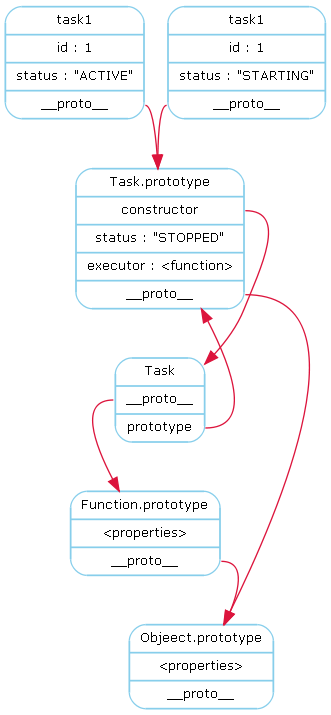 task1
id : 1
status : "ACTIVE"
__proto__
task1
id : 1
status : "STARTING"
__proto__
Task.prototype
constructor
status : "STOPPED"
executor : <function>
__proto__
Task
__proto__
prototype
Function.prototype
<properties>
__proto__
Objeect.prototype
<properties>
__proto__